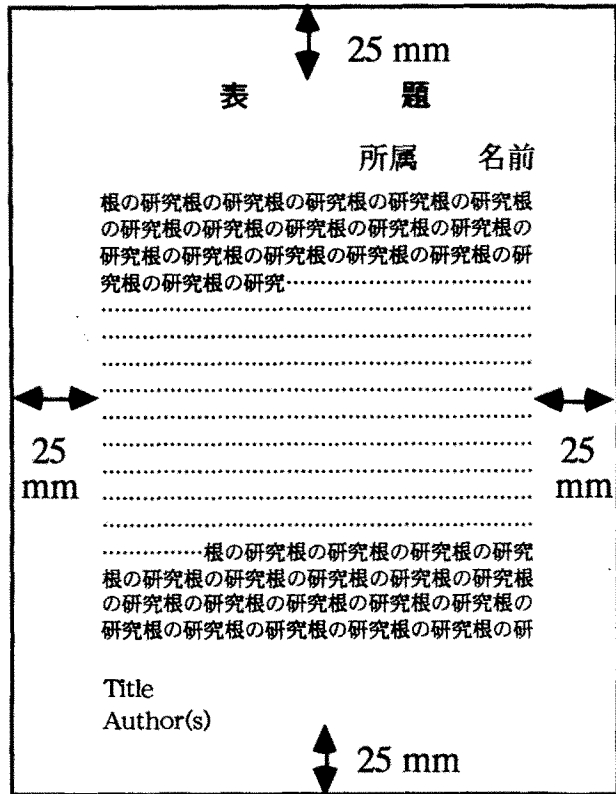 25 mm
表 題
所属 名前
根の研究根の研究根の研究根の研究根の研究根
の研究根の研究根の研究根の研究根の研究根の
研究根の研究根の研究根の研究根の研究根の研
究根の研究根の研究……………………………
……………………………………………………
……………………………………………………
……………………………………………………
……………………………………………………
……………………………………………………
……………………………………………………
……………………………………………………
……………………………………………………
……………………………………………………
25 mm
25 mm
……………根の研究根の研究根の研究根の研究
根の研究根の研究根の研究根の研究根の研究根
の研究根の研究根の研究根の研究根の研究根の
研究根の研究根の研究根の研究根の研究根の研
Title
Author(s)
25 mm